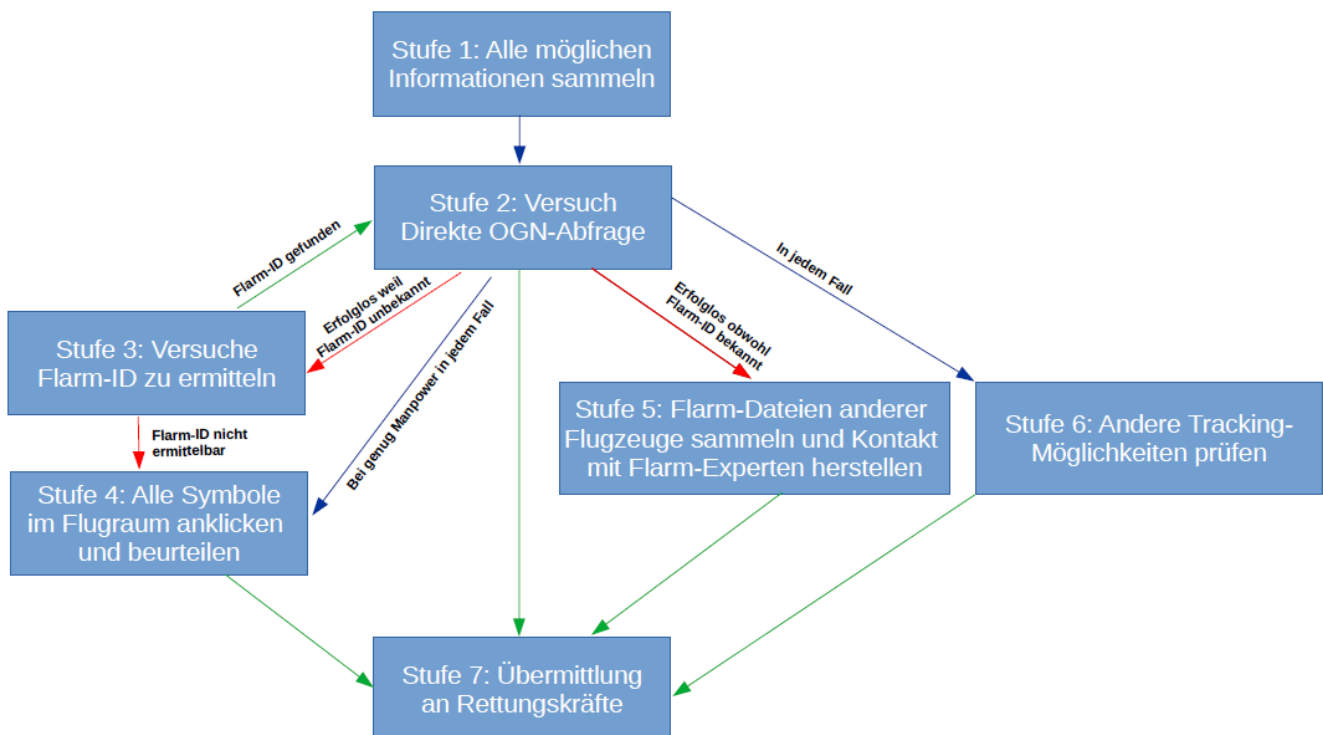 Stufe 1: Alle möglichen
Informationen sammeln
Stufe 2: Versuch
Direkte OGN-Abfrage
Flarm-ID gefunden
Erfolglos weil
Flarm-ID unbekannt
Bei genug Manpower in jedem Fall
Erfolglos obwohl
Flarm-ID bekannt
In jedem Fall
Stufe 3: Versuche
Flarm-ID zu ermitteln
Flarm-ID nicht
ermittelbar
Stufe 4: Alle Symbole
im Flugraum anklicken
und beurteilen
Stufe 5: Flarm-Dateien anderer
Flugzeuge sammeln und Kontakt
mit Flarm-Experten herstellen
Stufe 6: Andere Tracking-
Möglichkeiten prüfen
Stufe 7: Übermittlung
an Rettungskräfte